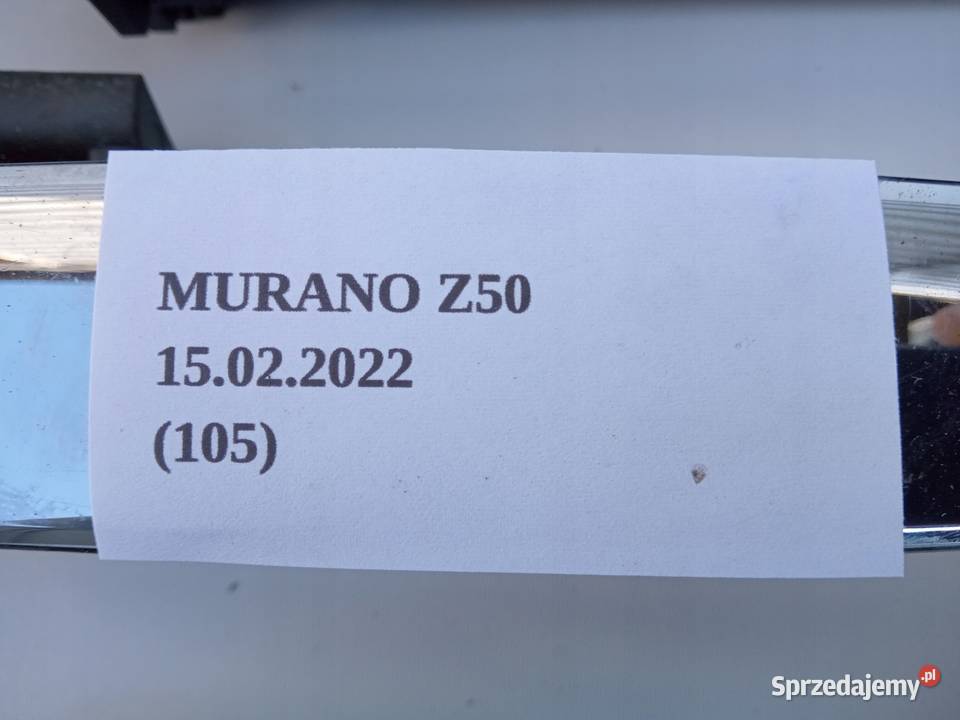 MURANO Z50
15.02.2022
(105)
Sprzedajemy.pl